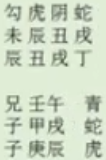 勾虎阴蛇
未辰丑戌
辰丑戌丁
兄壬午　青
子甲戌　蛇
子庚辰　虎